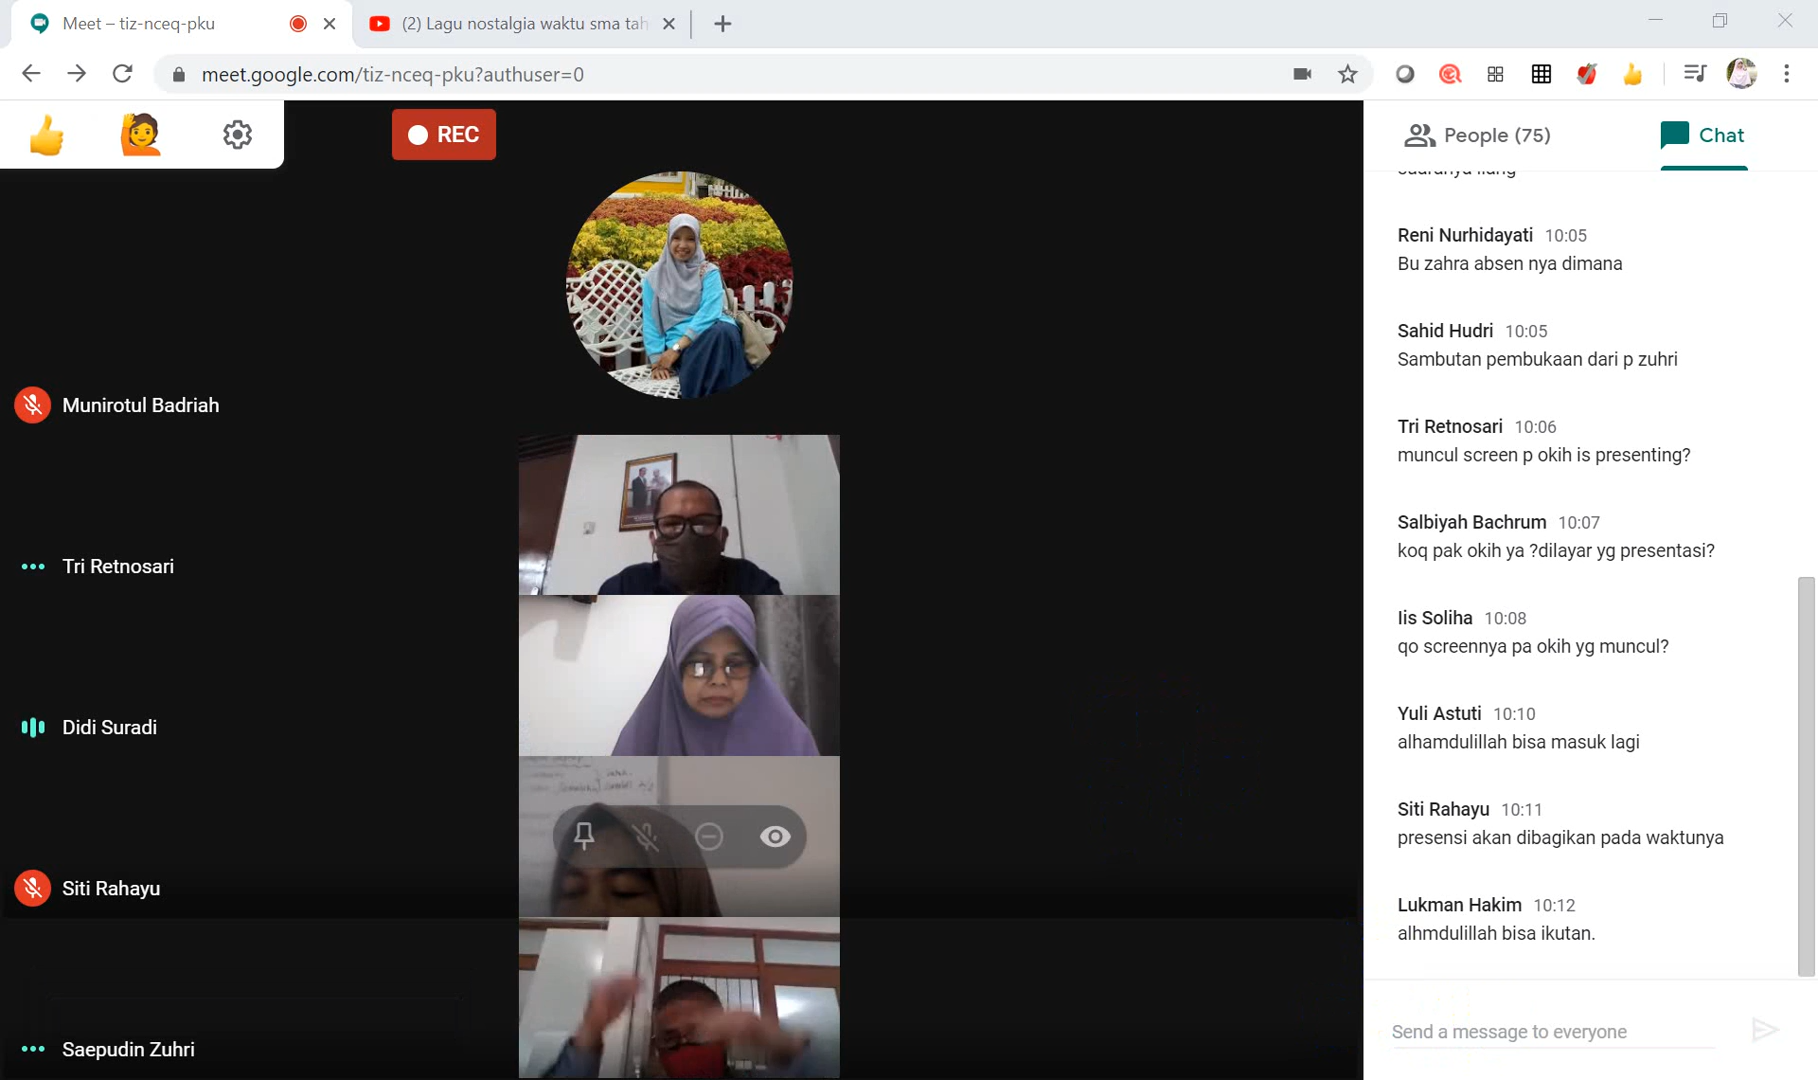 Meet – tiz-nceq-pku
(2) Lagu nostalgia waktu sma tah
meet.google.com/tiz-nceq-pku?authuser=0
REC
People (75)
Chat
Reni Nurhidayati 10:05
Bu zahra absen nya dimana
Sahid Hudri 10:05
Sambutan pembukaan dari p zuhri
Munirotul Badriah
Tri Retnosari 10:06
muncul screen p okih is presenting?
Salbiyah Bachrum 10:07
koq pak okih ya ?dilayar yg presentasi?
Tri Retnosari
Iis Soliha 10:08
qo screennya pa okih yg muncul?
Didi Suradi
Yuli Astuti 10:10
alhamdulillah bisa masuk lagi
Siti Rahayu 10:11
presensi akan dibagikan pada waktunya
Siti Rahayu
Lukman Hakim 10:12
alhmdulillah bisa ikutan.
Saepudin Zuhri
Send a message to everyone